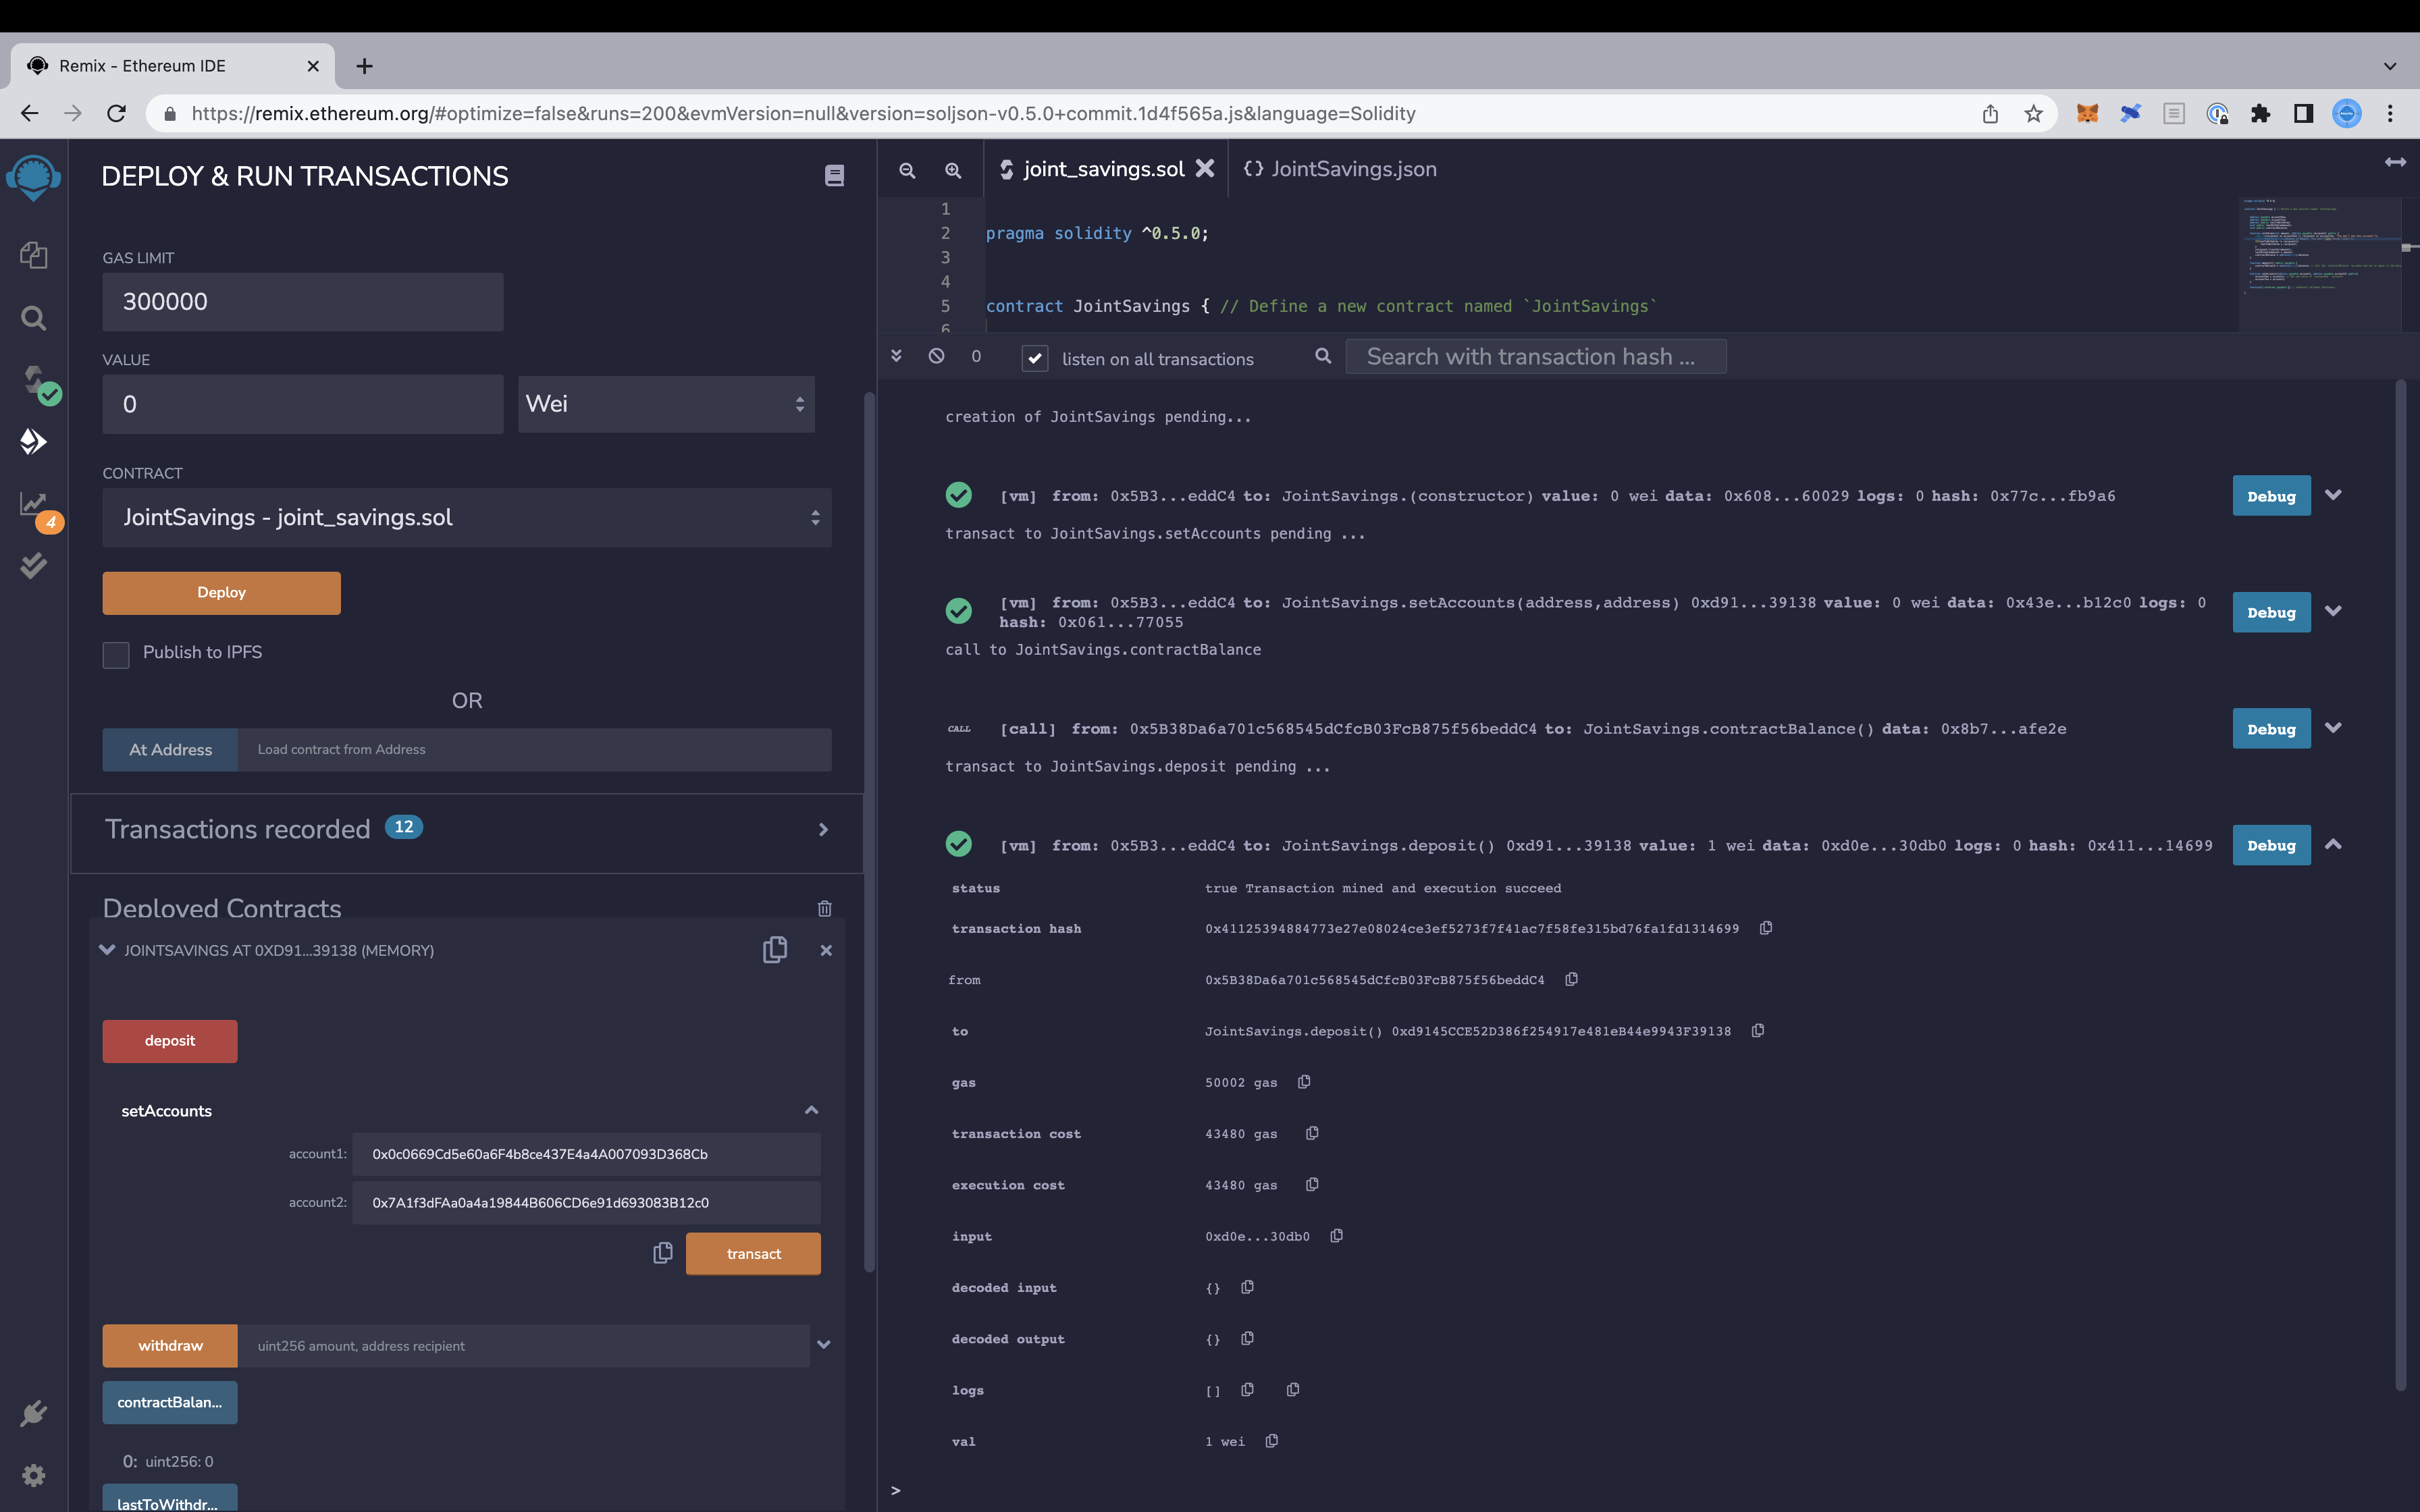 Remix - Ethereum IDE
https://remix.ethereum.org/#optimize=false&runs=200&evmVersion=null&version=soljson-v0.5.0+commit.1d4f565a.js&language=Solidity
DEPLOY & RUN TRANSACTIONS
GAS LIMIT
300000
VALUE
0
Wei
CONTRACT
JointSavings - joint_savings.sol
Deploy
Publish to IPFS
OR
At Address
Load contract from Address
Transactions recorded 12
Deployed Contracts
JOINTSAVINGS AT 0XD91...39138 (MEMORY)
deposit
setAccounts
account1: 0x0c0669Cd5e60a6F4b8ce437E4a4A007093D368Cb
account2: 0x7A1f3dFAa0a4a19844B606CD6e91d693083B12c0
transact
withdraw
uint256 amount, address recipient
contractBalan...
0: uint256: 0
lastToWithdr...
4
joint_savings.sol
{} JointSavings.json
1
2 pragma solidity ^0.5.0;
3
4
5 contract JointSavings { // Define a new contract named `JointSavings`
6
0
listen on all transactions
Search with transaction hash ...
creation of JointSavings pending...
[vm] from: 0x5B3...eddC4 to: JointSavings.(constructor) value: 0 wei data: 0x608...60029 logs: 0 hash: 0x77c...fb9a6
Debug
transact to JointSavings.setAccounts pending ...
[vm] from: 0x5B3...eddC4 to: JointSavings.setAccounts(address,address) 0xd91...39138 value: 0 wei data: 0x43e...b12c0 logs: 0
hash: 0x061...77055
Debug
call to JointSavings.contractBalance
CALL [call] from: 0x5B38Da6a701c568545dCfcB03FcB875f56beddC4 to: JointSavings.contractBalance() data: 0x8b7...afe2e
Debug
transact to JointSavings.deposit pending ...
[vm] from: 0x5B3...eddC4 to: JointSavings.deposit() 0xd91...39138 value: 1 wei data: 0xd0e...30db0 logs: 0 hash: 0x411...14699
Debug
status true Transaction mined and execution succeed
transaction hash 0x41125394884773e27e08024ce3ef5273f7f41ac7f58fe315bd76fa1fd1314699
from 0x5B38Da6a701c568545dCfcB03FcB875f56beddC4
to JointSavings.deposit() 0xd9145CCE52D386f254917e481eB44e9943F39138
gas 50002 gas
transaction cost 43480 gas
execution cost 43480 gas
input 0xd0e...30db0
decoded input {}
decoded output {}
logs []
val 1 wei
>